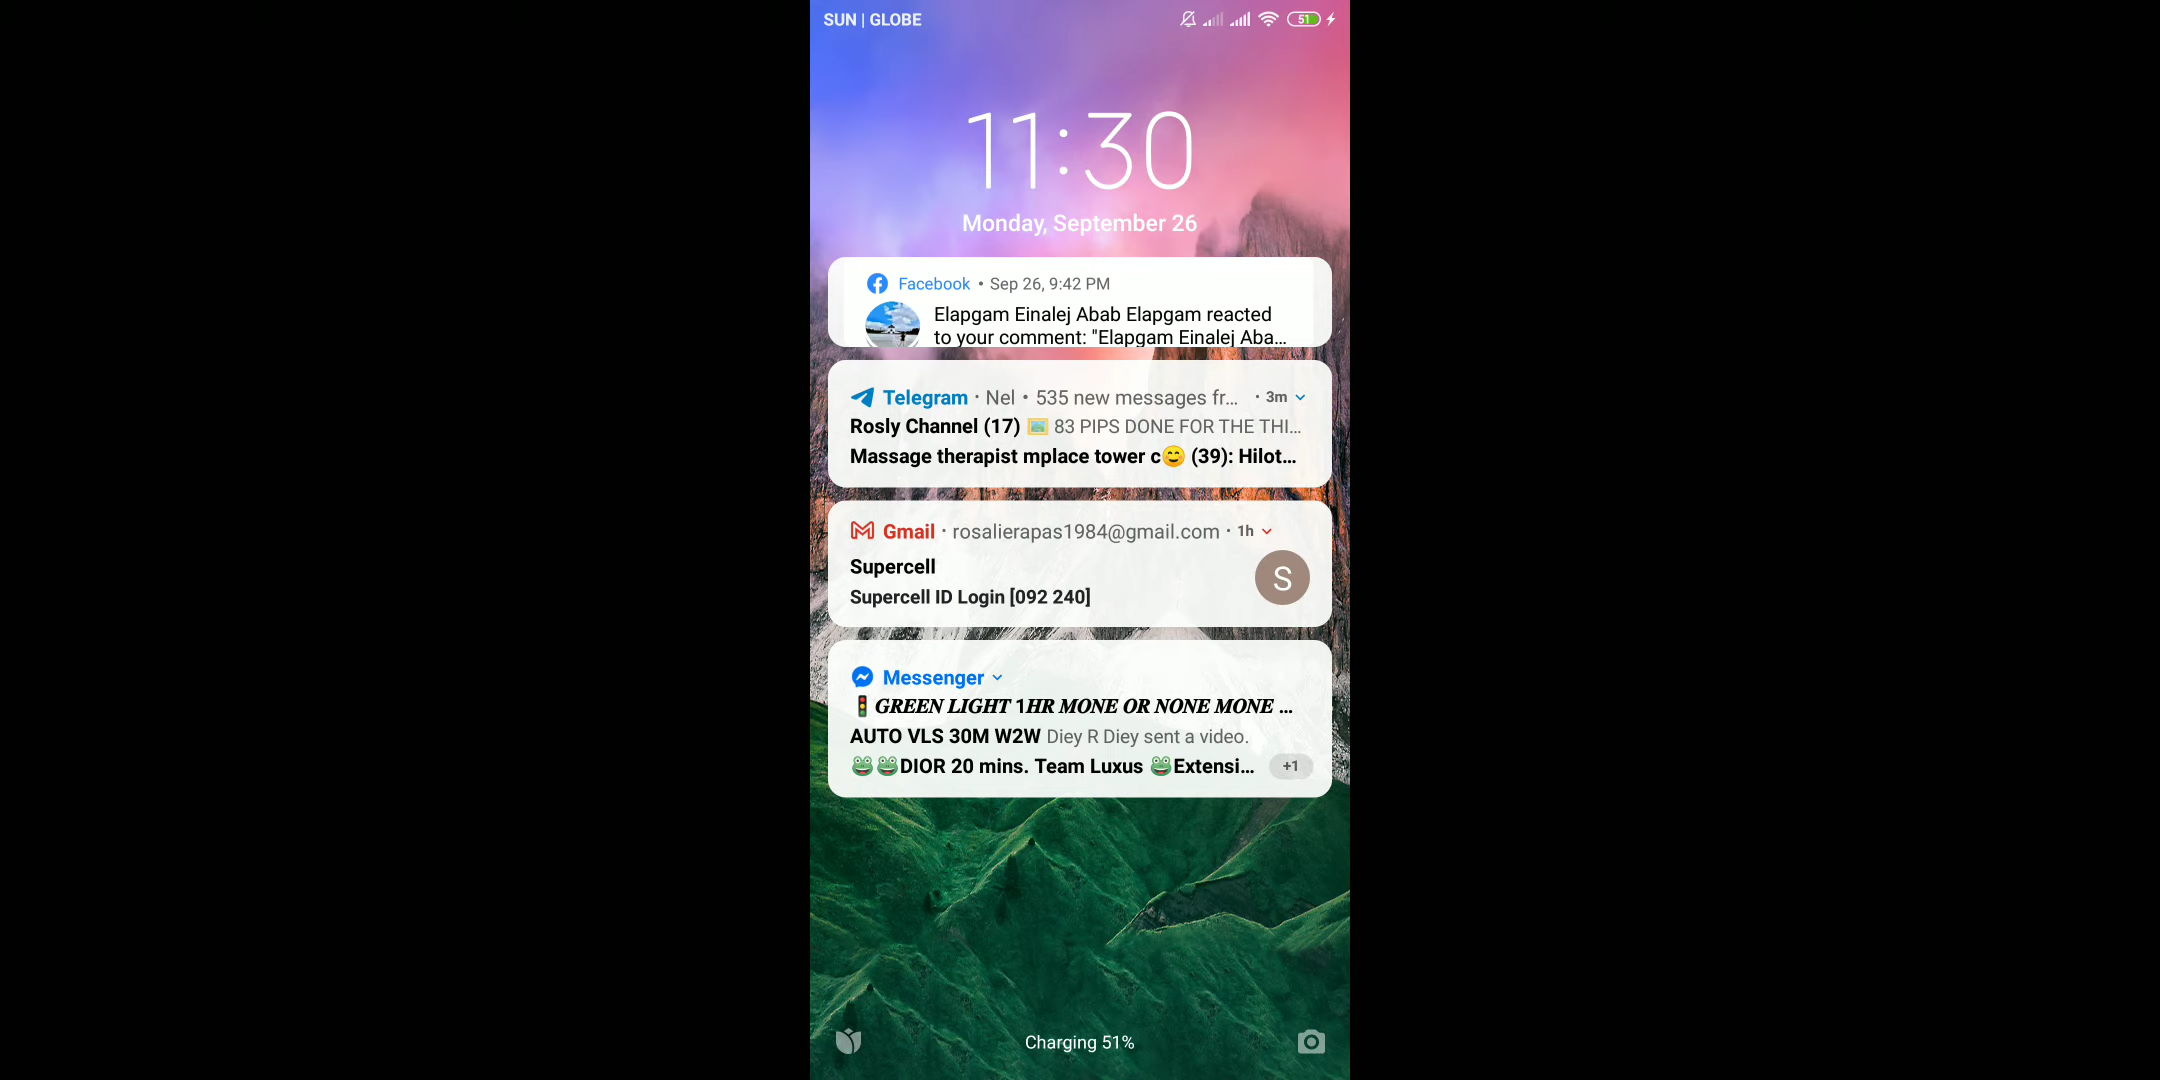 SUN | GLOBE
51
11:30
Monday, September 26
Facebook • Sep 26, 9:42 PM
Elapgam Einalej Abab Elapgam reacted
to your comment: "Elapgam Einalej Aba...
Telegram · Nel • 535 new messages fr... · 3m
Rosly Channel (17) 🖼️ 83 PIPS DONE FOR THE THI...
Massage therapist mplace tower c😊 (39): Hilot...
Gmail · rosalierapas1984@gmail.com · 1h
Supercell
S
Supercell ID Login [092 240]
Messenger
🚦GREEN LIGHT 1HR MONE OR NONE MONE ...
AUTO VLS 30M W2W Diey R Diey sent a video.
🐸🐸DIOR 20 mins. Team Luxus 🐸Extensi... +1
Charging 51%